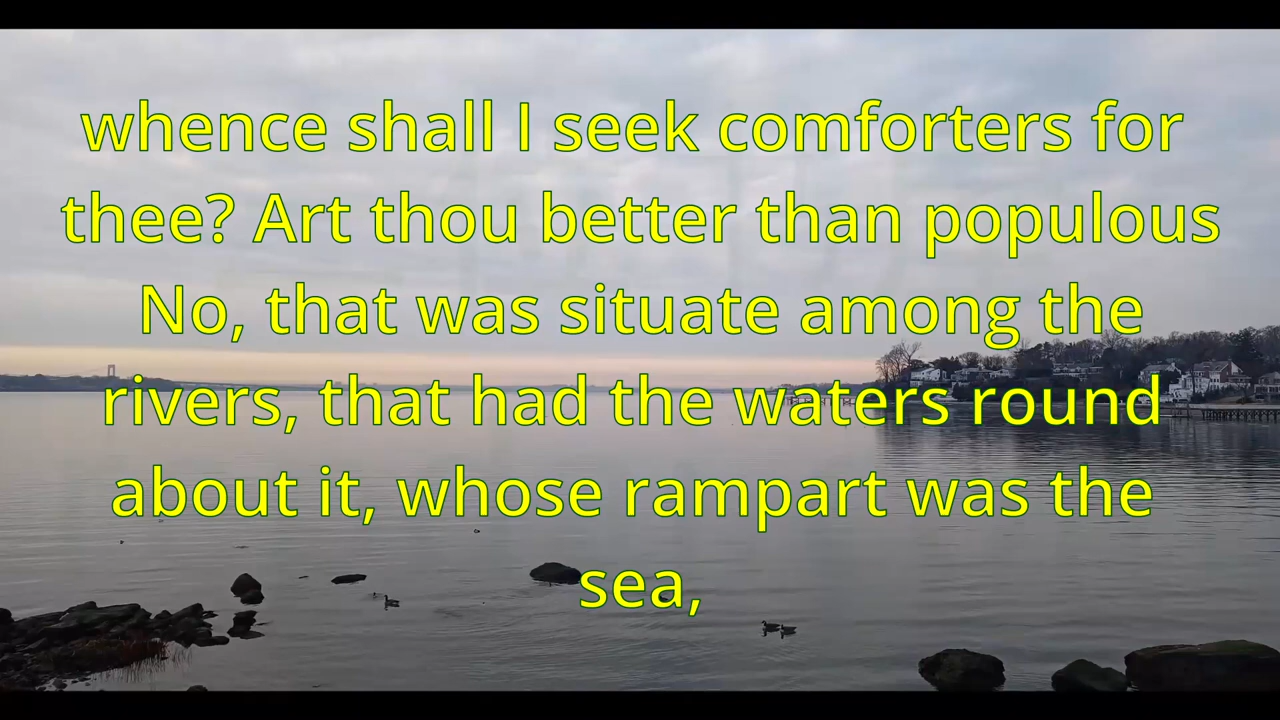 whence shall I seek comforters for
thee? Art thou better than populous
No, that was situate among the
rivers, that had the waters round
about it, whose rampart was the
sea,